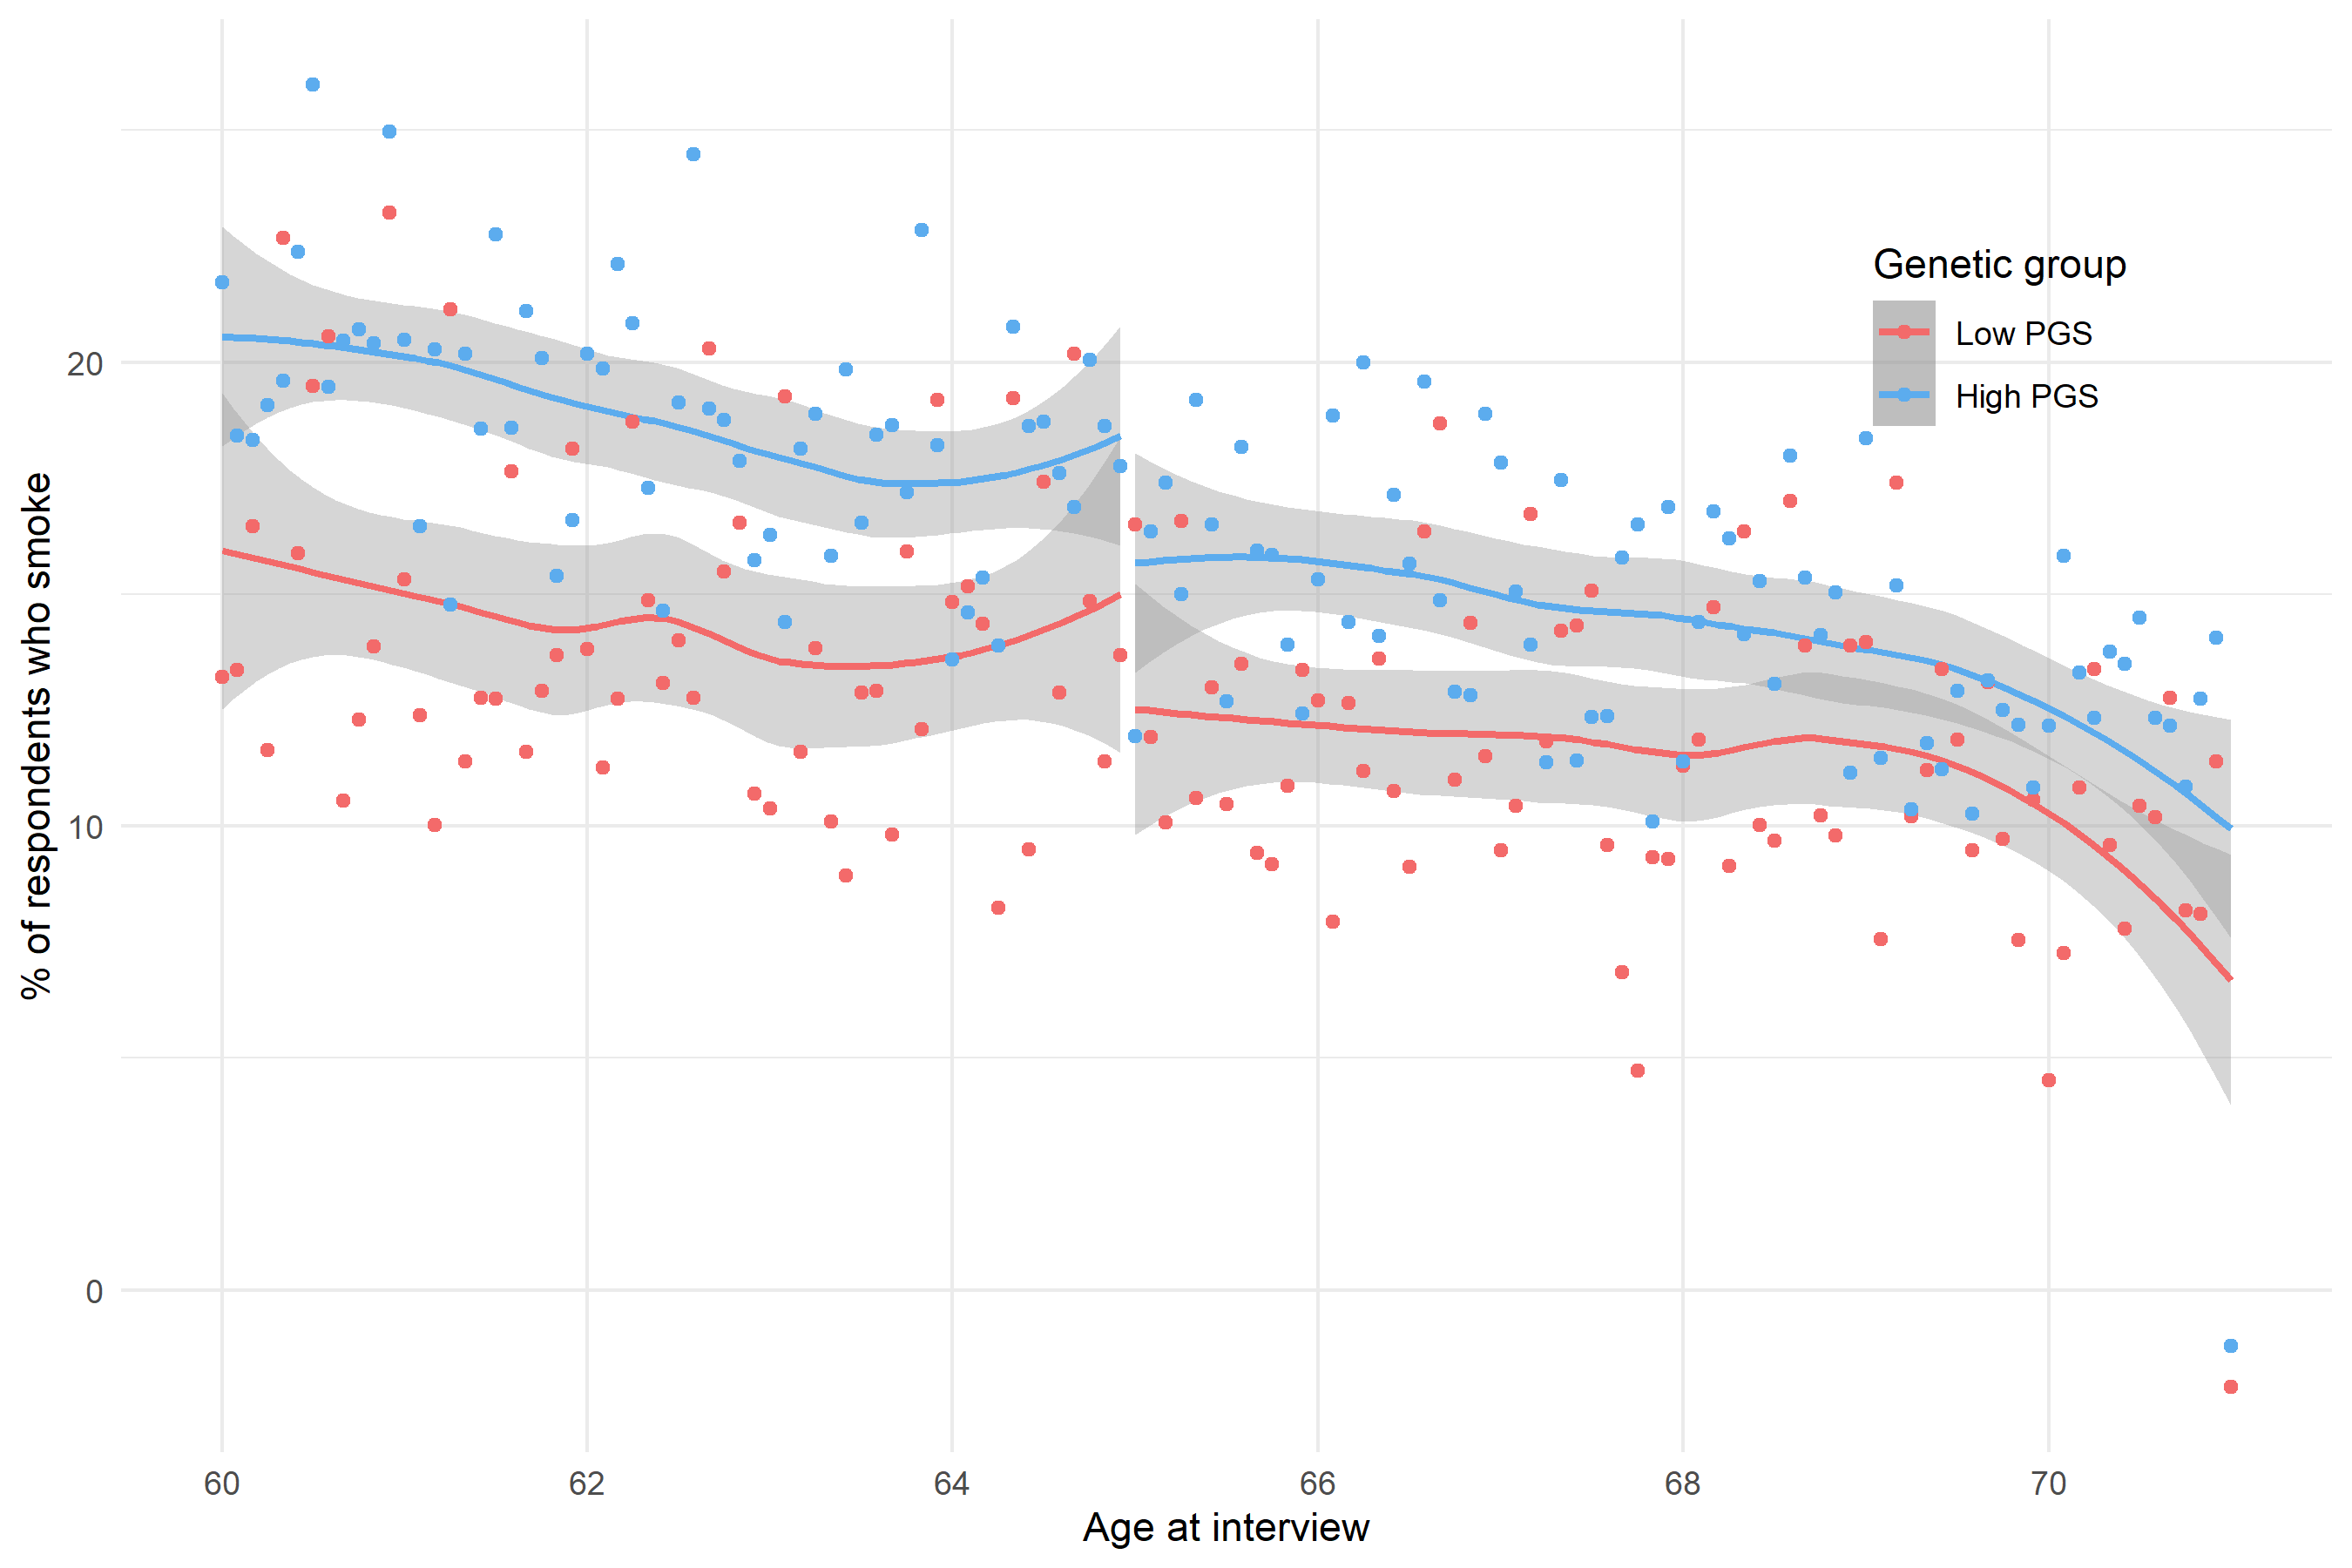 Genetic group
Low PGS
High PGS
% of respondents who smoke
20
10
0
60 62 64 66 68 70
Age at interview